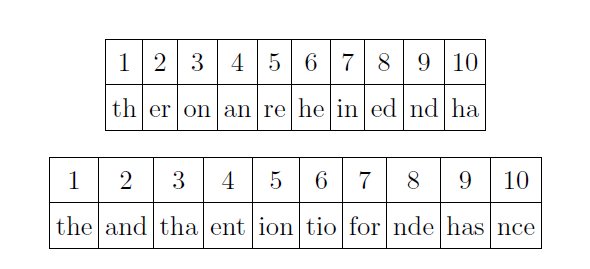 1 2 3 4 5 6 7 8 9 10
th er on an re he in ed nd ha
1 2 3 4 5 6 7 8 9 10
the and tha ent ion tio for nde has nce